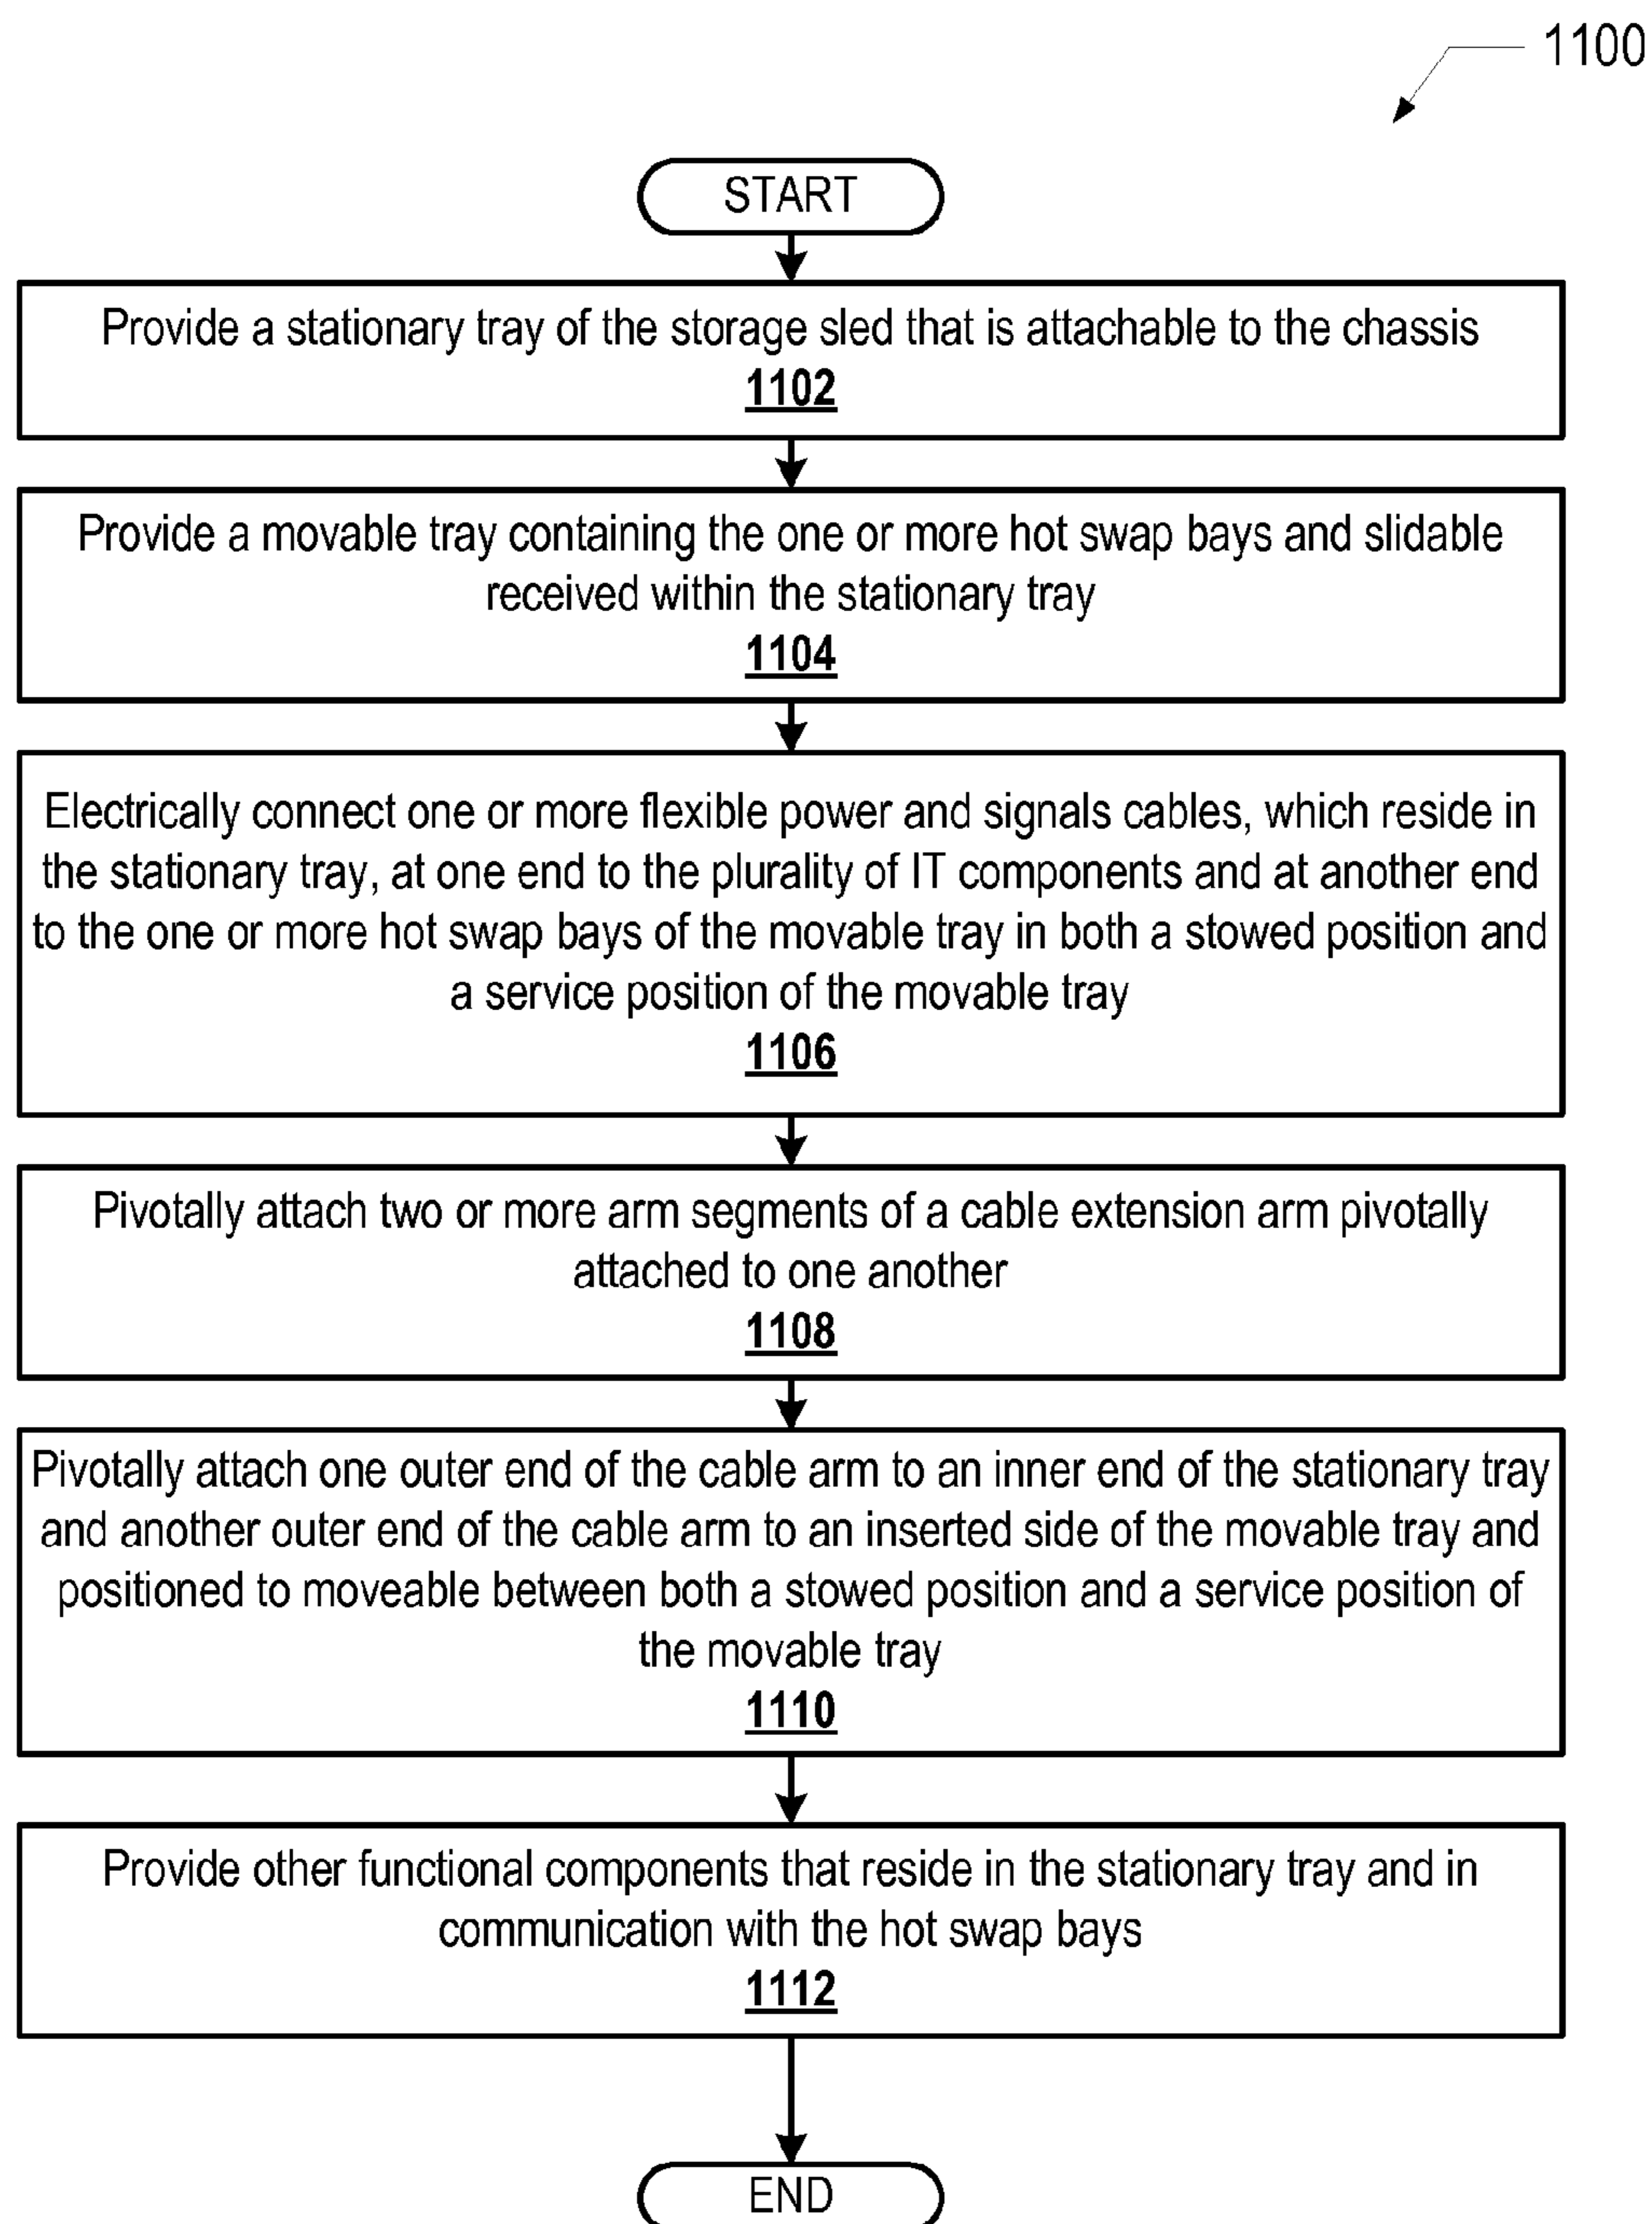 1100
START
Provide a stationary tray of the storage sled that is attachable to the chassis
1102
Provide a movable tray containing the one or more hot swap bays and slidable
received within the stationary tray
1104
Electrically connect one or more flexible power and signals cables, which reside in
the stationary tray, at one end to the plurality of IT components and at another end
to the one or more hot swap bays of the movable tray in both a stowed position and
a service position of the movable tray
1106
Pivotally attach two or more arm segments of a cable extension arm pivotally
attached to one another
1108
Pivotally attach one outer end of the cable arm to an inner end of the stationary tray
and another outer end of the cable arm to an inserted side of the movable tray and
positioned to moveable between both a stowed position and a service position of
the movable tray
1110
Provide other functional components that reside in the stationary tray and in
communication with the hot swap bays
1112
END